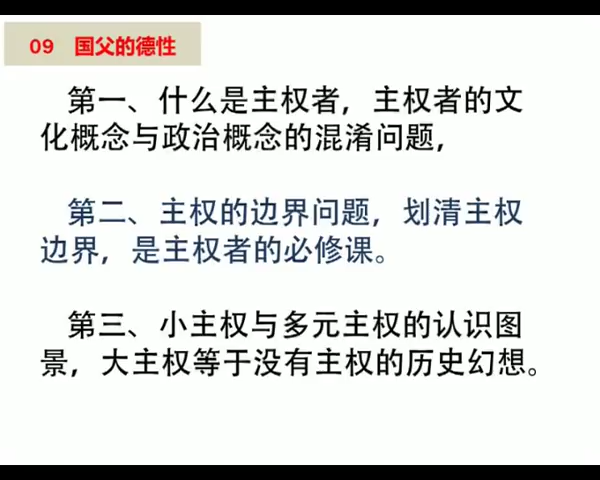 09 国父的德性
第一、什么是主权者，主权者的文
化概念与政治概念的混淆问题，
第二、主权的边界问题，划清主权
边界，是主权者的必修课。
第三、小主权与多元主权的认识图
景，大主权等于没有主权的历史幻想。